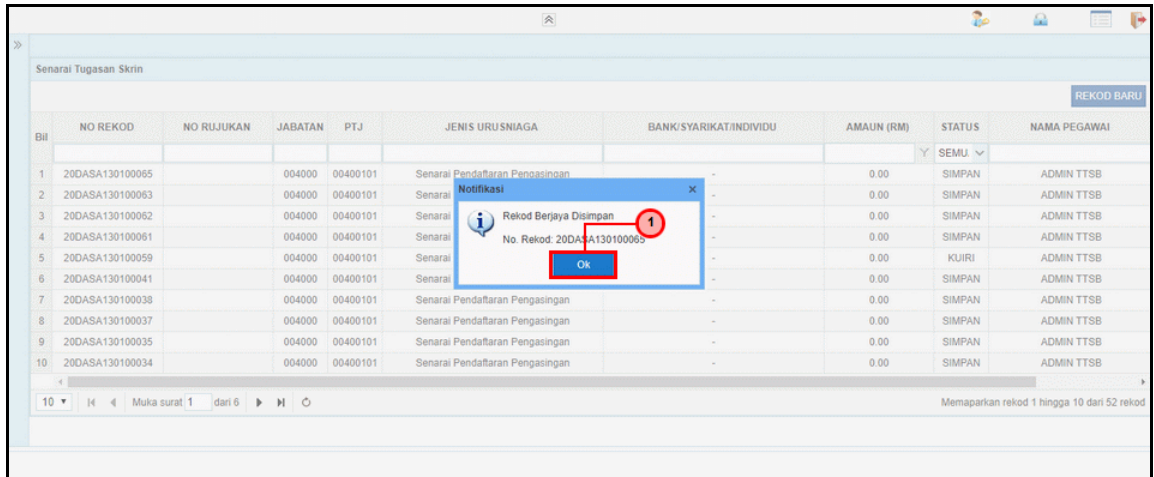 Senarai Tugasan Skrin
REKOD BARU
Bil NO REKOD NO RUJUKAN JABATAN PTJ JENIS URUSNIAGA BANK/SYARIKAT/INDIVIDU AMAUN (RM) STATUS NAMA PEGAWAI
SEMU
1 20DASA130100065 004000 00400101 Senarai Pendaftaran Pengasingan - 0.00 SIMPAN ADMIN TTSB
2 20DASA130100063 004000 00400101 Senarai - 0.00 SIMPAN ADMIN TTSB
3 20DASA130100062 004000 00400101 Senarai - 0.00 SIMPAN ADMIN TTSB
4 20DASA130100061 004000 00400101 Senarai - 0.00 SIMPAN ADMIN TTSB
5 20DASA130100059 004000 00400101 Senarai - 0.00 KUIRI ADMIN TTSB
6 20DASA130100041 004000 00400101 Senarai - 0.00 SIMPAN ADMIN TTSB
7 20DASA130100038 004000 00400101 Senarai Pendaftaran Pengasingan - 0.00 SIMPAN ADMIN TTSB
8 20DASA130100037 004000 00400101 Senarai Pendaftaran Pengasingan - 0.00 SIMPAN ADMIN TTSB
9 20DASA130100035 004000 00400101 Senarai Pendaftaran Pengasingan - 0.00 SIMPAN ADMIN TTSB
10 20DASA130100034 004000 00400101 Senarai Pendaftaran Pengasingan - 0.00 SIMPAN ADMIN TTSB
Notifikasi
Rekod Berjaya Disimpan
1
No. Rekod: 20DASA130100065
Ok
10 Muka surat 1 dari 6 Memaparkan rekod 1 hingga 10 dari 52 rekod